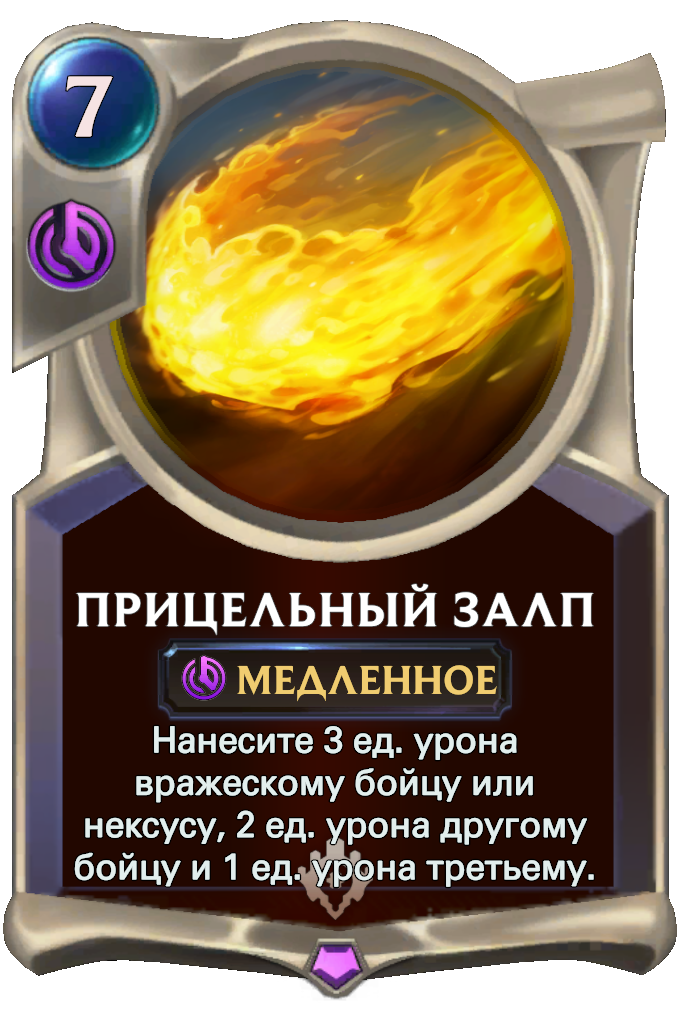 7
ПРИЦЕЛЬНЫЙ ЗАЛП
МЕДЛЕННОЕ
Нанесите 3 ед. урона
вражескому бойцу или
нексусу, 2 ед. урона другому
бойцу и 1 ед. урона третьему.